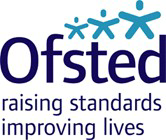 Ofsted
raising standards
improving lives